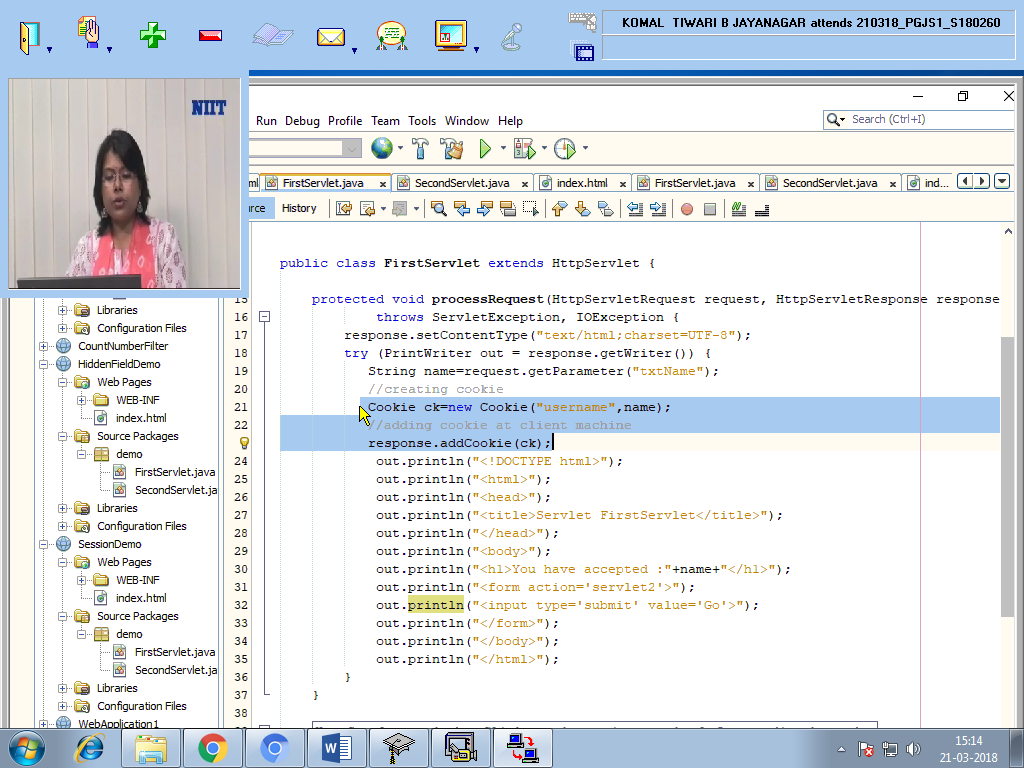 KOMAL TIWARI B JAYANAGAR attends 210318_PGJS1_S180260
NIIT
Run Debug Profile Team Tools Window Help
Search (Ctrl+I)
FirstServlet.java SecondServlet.java index.html FirstServlet.java SecondServlet.java ind...
History
public class FirstServlet extends HttpServlet {
15 protected void processRequest(HttpServletRequest request, HttpServletResponse response
16 throws ServletException, IOException {
17 response.setContentType("text/html;charset=UTF-8");
18 try (PrintWriter out = response.getWriter()) {
19 String name=request.getParameter("txtName");
20 //creating cookie
21 Cookie ck=new Cookie("username",name);
22 //adding cookie at client machine
response.addCookie(ck);
24 out.println("<!DOCTYPE html>");
25 out.println("<html>");
26 out.println("<head>");
27 out.println("<title>Servlet FirstServlet</title>");
28 out.println("</head>");
29 out.println("<body>");
30 out.println("<h1>You have accepted :"+name+"</h1>");
31 out.println("<form action='servlet2'>");
32 out.println("<input type='submit' value='Go'>");
33 out.println("</form>");
34 out.println("</body>");
35 out.println("</html>");
36 }
37 }
38
Libraries
Configuration Files
CountNumberFilter
HiddenFieldDemo
Web Pages
WEB-INF
index.html
Source Packages
demo
FirstServlet.java
SecondServlet.ja
Libraries
Configuration Files
SessionDemo
Web Pages
WEB-INF
index.html
Source Packages
demo
FirstServlet.java
SecondServlet.ja
Libraries
Configuration Files
WebApplication1
15:14
21-03-2018